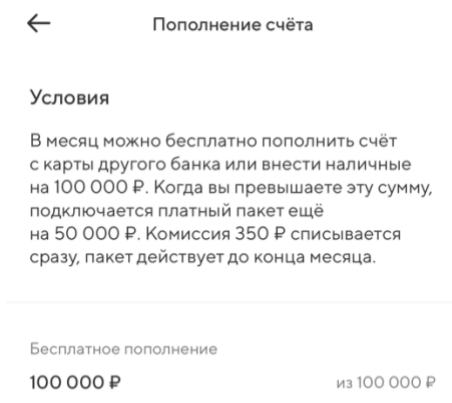 Пополнение счёта
Условия
В месяц можно бесплатно пополнить счёт
с карты другого банка или внести наличные
на 100 000 ₽. Когда вы превышаете эту сумму,
подключается платный пакет ещё
на 50 000 ₽. Комиссия 350 ₽ списывается
сразу, пакет действует до конца месяца.
Бесплатное пополнение
100 000 ₽ из 100 000 ₽